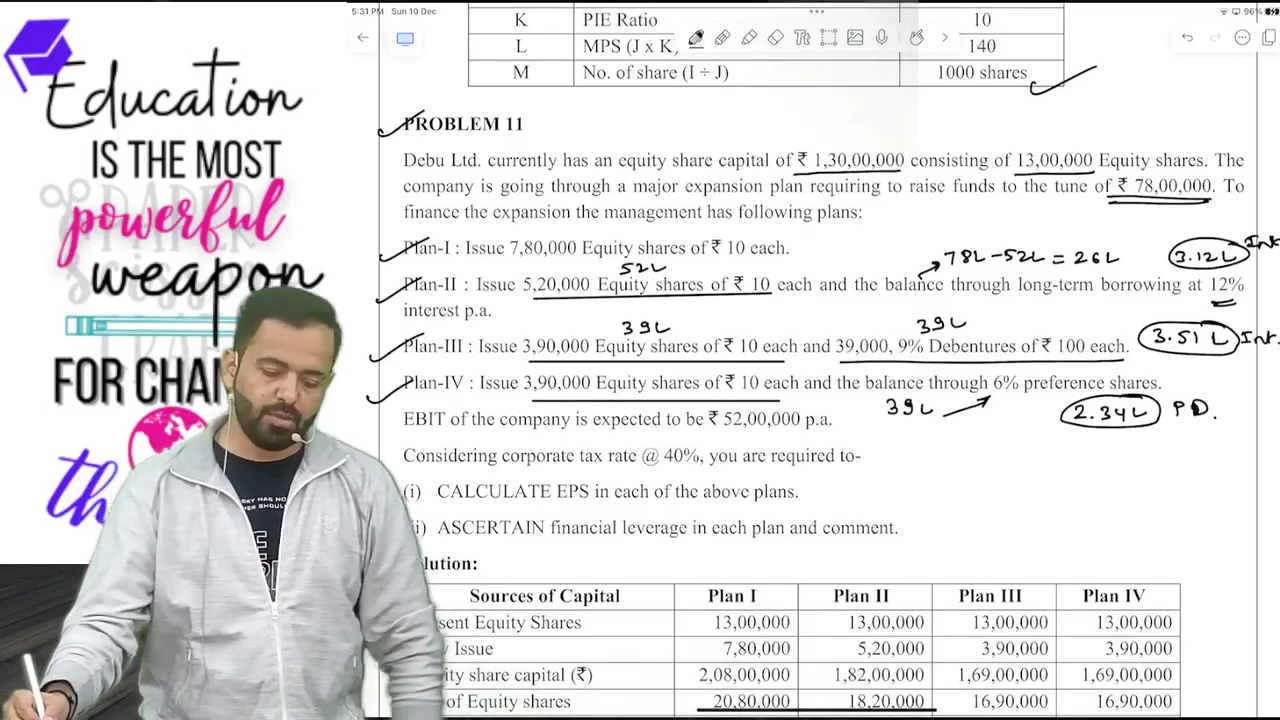 5:31 PM Sun 10 Dec
96%
K PIE Ratio 10
L MPS (J x K) 140
M No. of share (I ÷ J) 1000 shares
Education
IS THE MOST
powerful
weapon
FOR CHAN
th
PROBLEM 11
Debu Ltd. currently has an equity share capital of ₹ 1,30,00,000 consisting of 13,00,000 Equity shares. The
company is going through a major expansion plan requiring to raise funds to the tune of ₹ 78,00,000. To
finance the expansion the management has following plans:
Plan-I : Issue 7,80,000 Equity shares of ₹ 10 each.
52L 78L - 52L = 26L 3.12L Int
Plan-II : Issue 5,20,000 Equity shares of ₹ 10 each and the balance through long-term borrowing at 12%
interest p.a.
39L 39L 3.51L Int.
Plan-III : Issue 3,90,000 Equity shares of ₹ 10 each and 39,000, 9% Debentures of ₹ 100 each.
Plan-IV : Issue 3,90,000 Equity shares of ₹ 10 each and the balance through 6% preference shares.
39L 2.34L PD.
EBIT of the company is expected to be ₹ 52,00,000 p.a.
Considering corporate tax rate @ 40%, you are required to-
(i) CALCULATE EPS in each of the above plans.
ii) ASCERTAIN financial leverage in each plan and comment.
lution:
Sources of Capital Plan I Plan II Plan III Plan IV
sent Equity Shares 13,00,000 13,00,000 13,00,000 13,00,000
Issue 7,80,000 5,20,000 3,90,000 3,90,000
ity share capital (₹) 2,08,00,000 1,82,00,000 1,69,00,000 1,69,00,000
of Equity shares 20,80,000 18,20,000 16,90,000 16,90,000